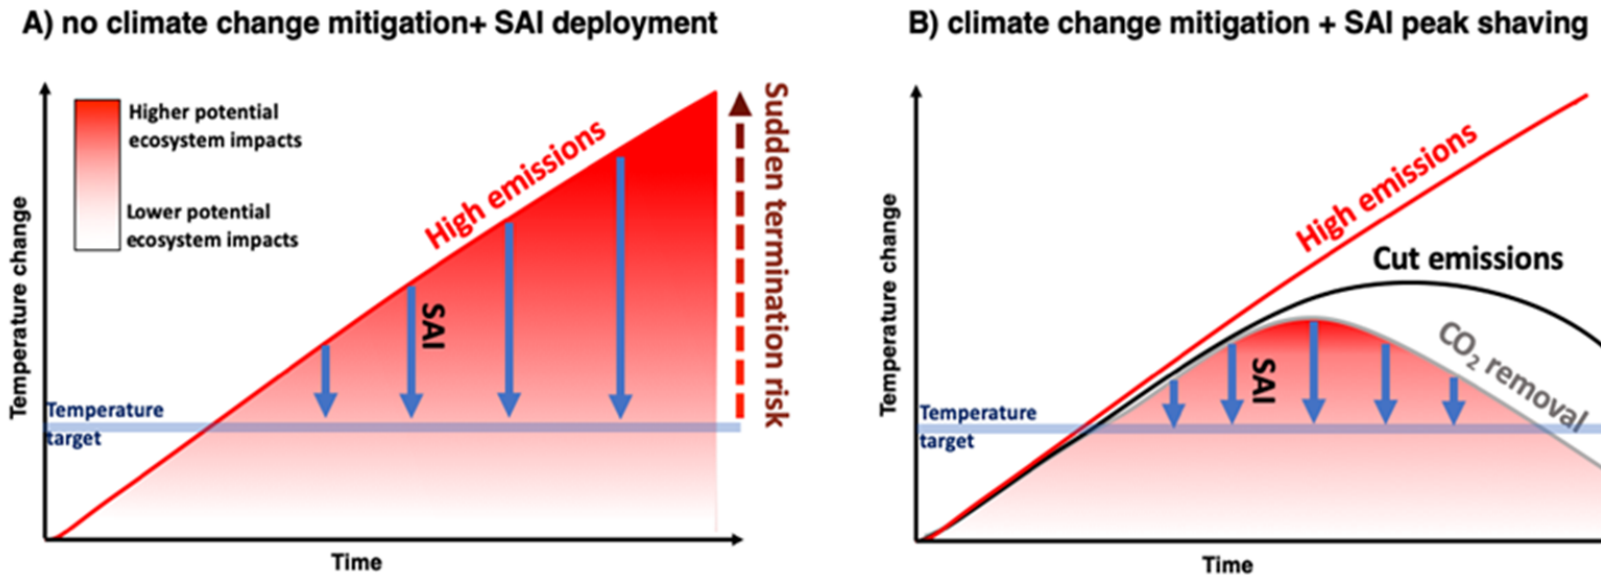 A) no climate change mitigation+ SAI deployment
Higher potential
ecosystem impacts
Lower potential
ecosystem impacts
High emissions
SAI
Sudden termination risk
Temperature change
Temperature
target
Time
B) climate change mitigation + SAI peak shaving
High emissions
Cut emissions
CO₂ removal
SAI
Temperature change
Temperature
target
Time